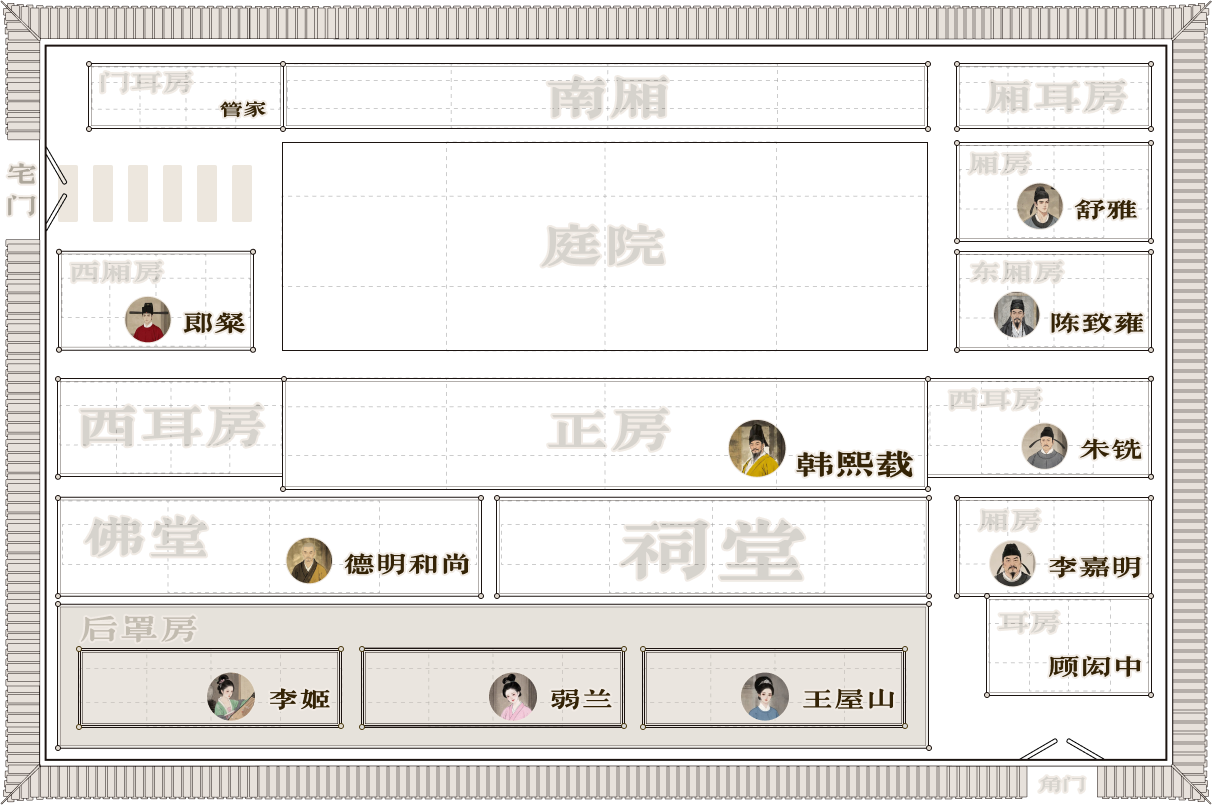 门耳房
管家
南厢
厢耳房
宅门
厢房
舒雅
庭院
西厢房
郎粲
东厢房
陈致雍
西耳房
正房
韩熙载
西耳房
朱铣
佛堂
德明和尚
祠堂
厢房
李嘉明
后罩房
李姬
弱兰
王屋山
耳房
顾闳中
角门